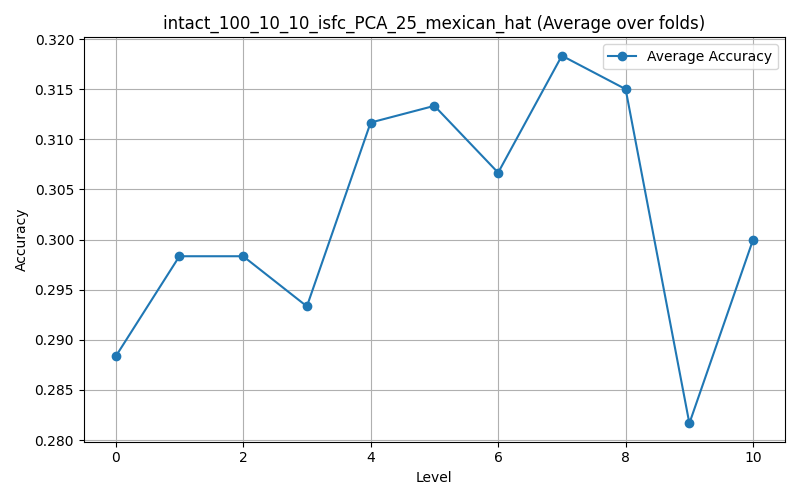 intact_100_10_10_isfc_PCA_25_mexican_hat (Average over folds)
Average Accuracy
0.320
0.315
0.310
0.305
0.300
0.295
0.290
0.285
0.280
Accuracy
0 2 4 6 8 10
Level